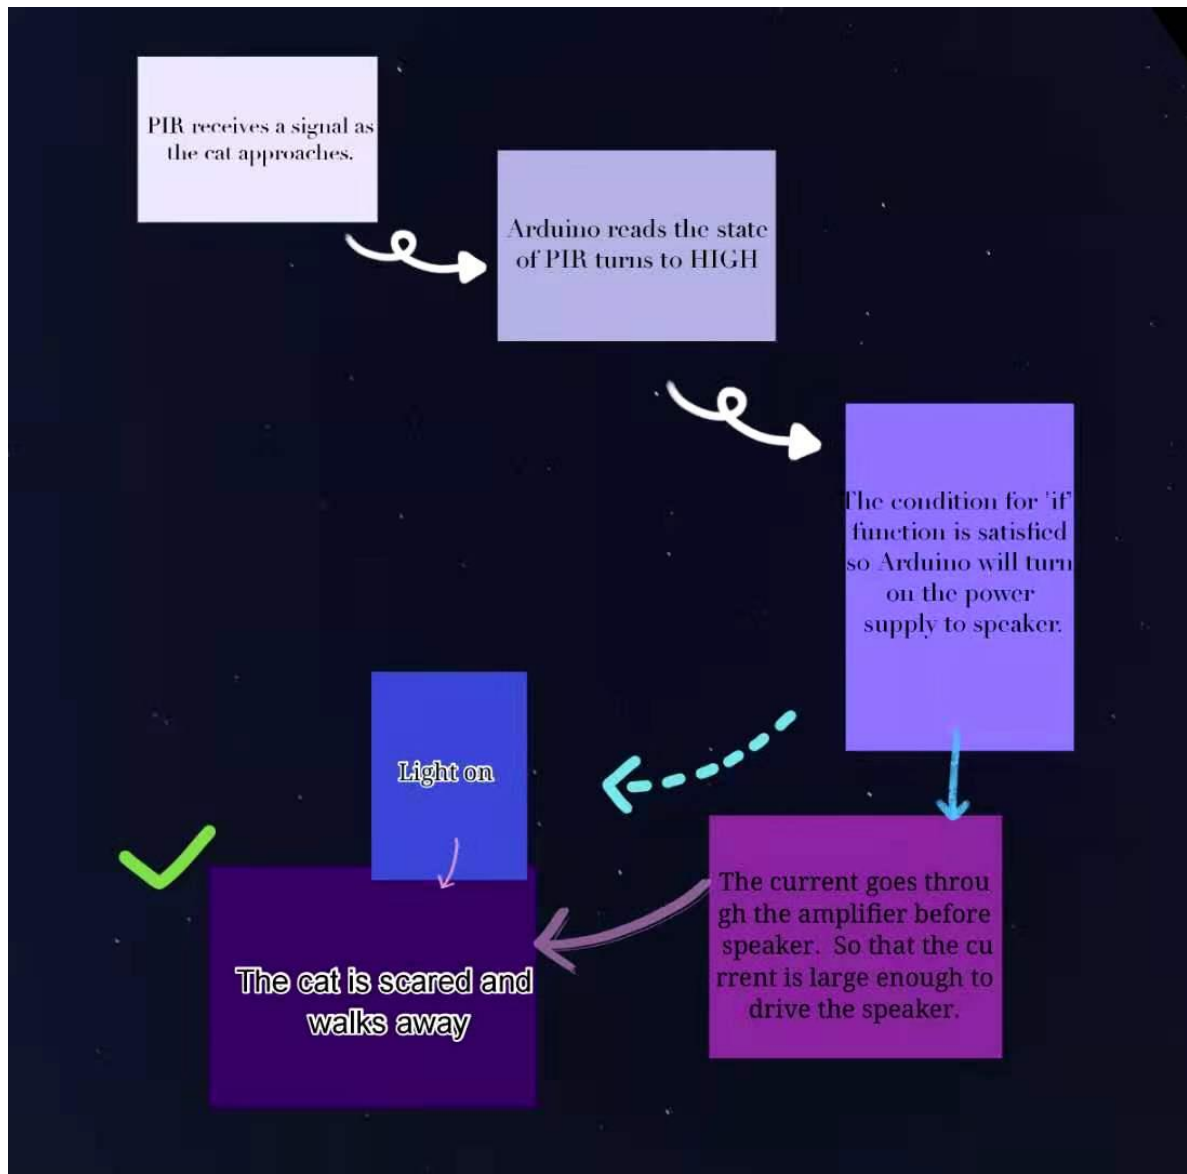 PIR receives a signal as
the cat approaches.
Arduino reads the state
of PIR turns to HIGH
The condition for 'if'
function is satisfied
so Arduino will turn
on the power
supply to speaker.
Light on
The current goes throu
gh the amplifier before
speaker. So that the cu
rrent is large enough to
drive the speaker.
The cat is scared and
walks away